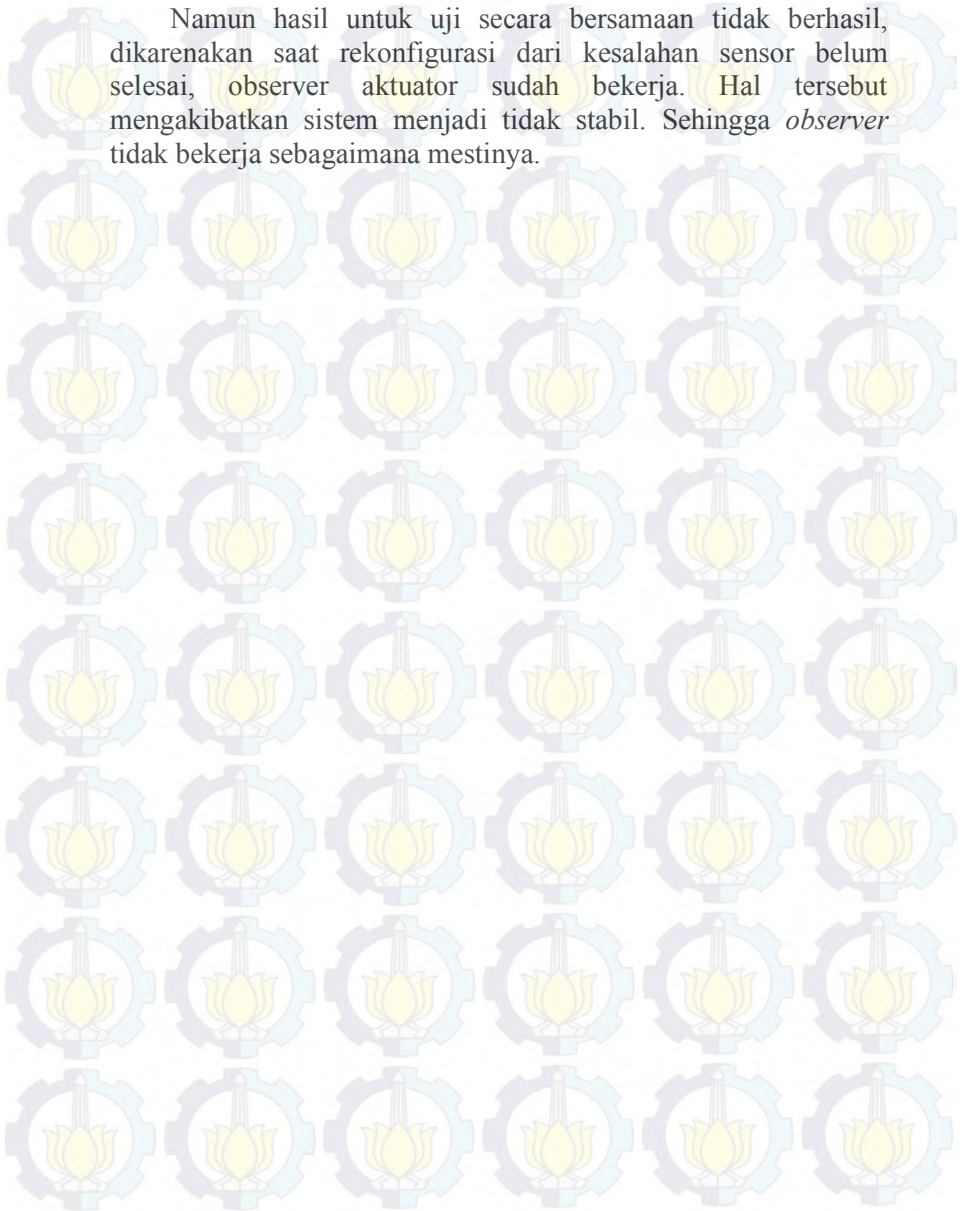 Namun hasil untuk uji secara bersamaan tidak berhasil,
dikarenakan saat rekonfigurasi dari kesalahan sensor belum
selesai, observer aktuator sudah bekerja. Hal tersebut
mengakibatkan sistem menjadi tidak stabil. Sehingga observer
tidak bekerja sebagaimana mestinya.